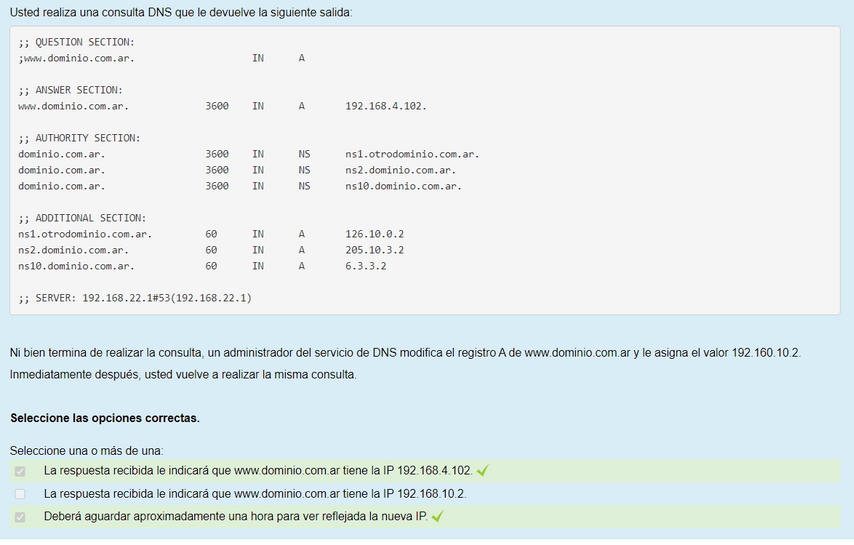 Usted realiza una consulta DNS que le devuelve la siguiente salida:
;; QUESTION SECTION:
;www.dominio.com.ar. IN A
;; ANSWER SECTION:
www.dominio.com.ar. 3600 IN A 192.168.4.102.
;; AUTHORITY SECTION:
dominio.com.ar. 3600 IN NS ns1.otrodominio.com.ar.
dominio.com.ar. 3600 IN NS ns2.dominio.com.ar.
dominio.com.ar. 3600 IN NS ns10.dominio.com.ar.
;; ADDITIONAL SECTION:
ns1.otrodominio.com.ar. 60 IN A 126.10.0.2
ns2.dominio.com.ar. 60 IN A 205.10.3.2
ns10.dominio.com.ar. 60 IN A 6.3.3.2
;; SERVER: 192.168.22.1#53(192.168.22.1)
Ni bien termina de realizar la consulta, un administrador del servicio de DNS modifica el registro A de www.dominio.com.ar y le asigna el valor 192.160.10.2.
Inmediatamente después, usted vuelve a realizar la misma consulta.
Seleccione las opciones correctas.
Seleccione una o más de una:
La respuesta recibida le indicará que www.dominio.com.ar tiene la IP 192.168.4.102.
La respuesta recibida le indicará que www.dominio.com.ar tiene la IP 192.168.10.2.
Deberá aguardar aproximadamente una hora para ver reflejada la nueva IP.